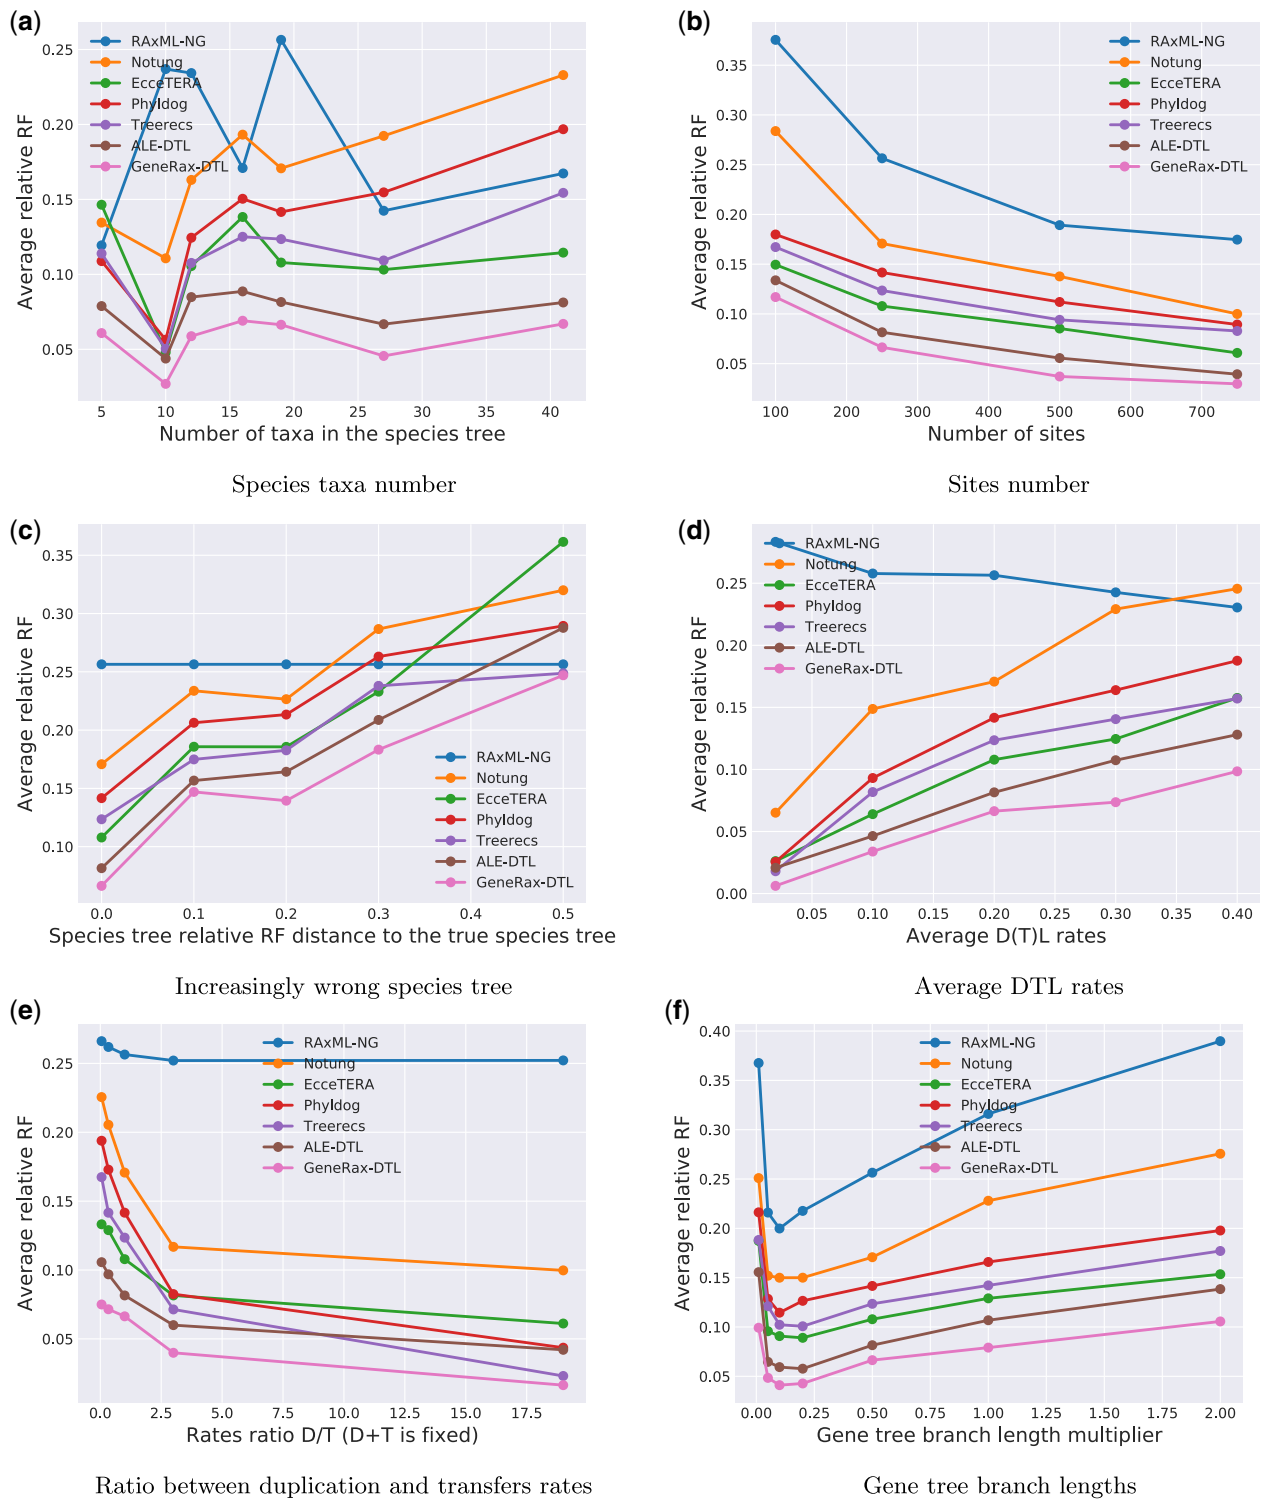 (a)
0.25
0.20
0.15
0.10
0.05
Average relative RF
RAxML-NG
Notung
EcceTERA
Phyldog
Treerecs
ALE-DTL
GeneRax-DTL
5 10 15 20 25 30 35 40
Number of taxa in the species tree
Species taxa number
(b)
0.35
0.30
0.25
0.20
0.15
0.10
0.05
Average relative RF
RAxML-NG
Notung
EcceTERA
Phyldog
Treerecs
ALE-DTL
GeneRax-DTL
100 200 300 400 500 600 700
Number of sites
Sites number
(c)
0.35
0.30
0.25
0.20
0.15
0.10
Average relative RF
RAxML-NG
Notung
EcceTERA
Phyldog
Treerecs
ALE-DTL
GeneRax-DTL
0.0 0.1 0.2 0.3 0.4 0.5
Species tree relative RF distance to the true species tree
Increasingly wrong species tree
(d)
0.25
0.20
0.15
0.10
0.05
0.00
Average relative RF
RAxML-NG
Notung
EcceTERA
Phyldog
Treerecs
ALE-DTL
GeneRax-DTL
0.05 0.10 0.15 0.20 0.25 0.30 0.35 0.40
Average D(T)L rates
Average DTL rates
(e)
0.25
0.20
0.15
0.10
0.05
Average relative RF
RAxML-NG
Notung
EcceTERA
Phyldog
Treerecs
ALE-DTL
GeneRax-DTL
0.0 2.5 5.0 7.5 10.0 12.5 15.0 17.5
Rates ratio D/T (D+T is fixed)
Ratio between duplication and transfers rates
(f)
0.40
0.35
0.30
0.25
0.20
0.15
0.10
0.05
Average relative RF
RAxML-NG
Notung
EcceTERA
Phyldog
Treerecs
ALE-DTL
GeneRax-DTL
0.00 0.25 0.50 0.75 1.00 1.25 1.50 1.75 2.00
Gene tree branch length multiplier
Gene tree branch lengths